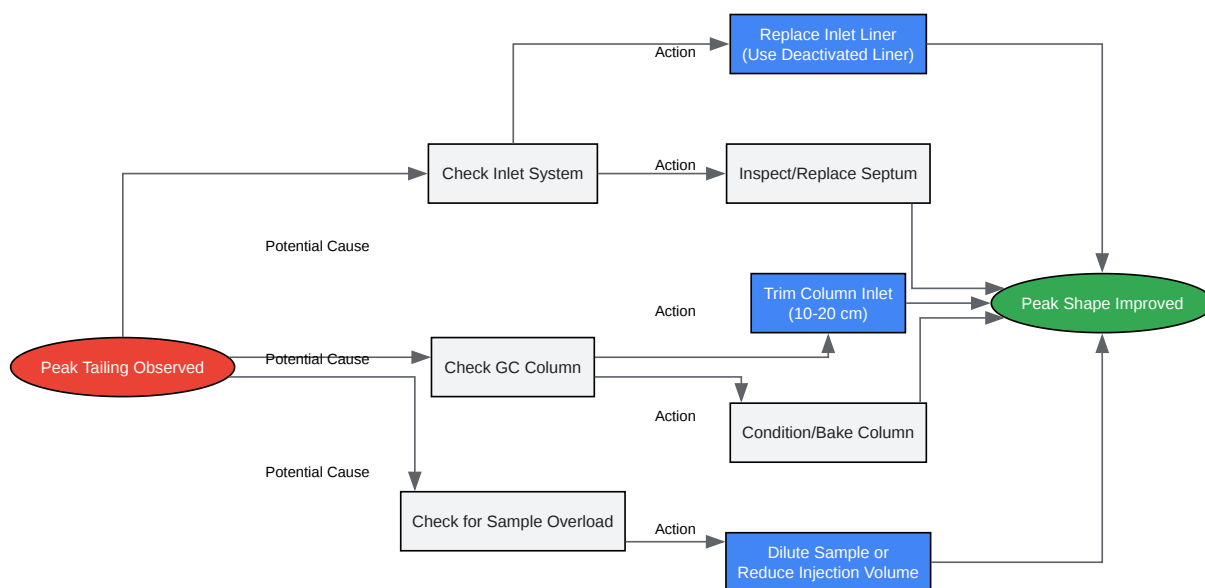 Replace Inlet Liner
(Use Deactivated Liner)
Action
Check Inlet System
Action
Inspect/Replace Septum
Potential Cause
Trim Column Inlet
(10-20 cm)
Peak Shape Improved
Action
Peak Tailing Observed
Potential Cause
Check GC Column
Action
Condition/Bake Column
Potential Cause
Check for Sample Overload
Action
Dilute Sample or
Reduce Injection Volume